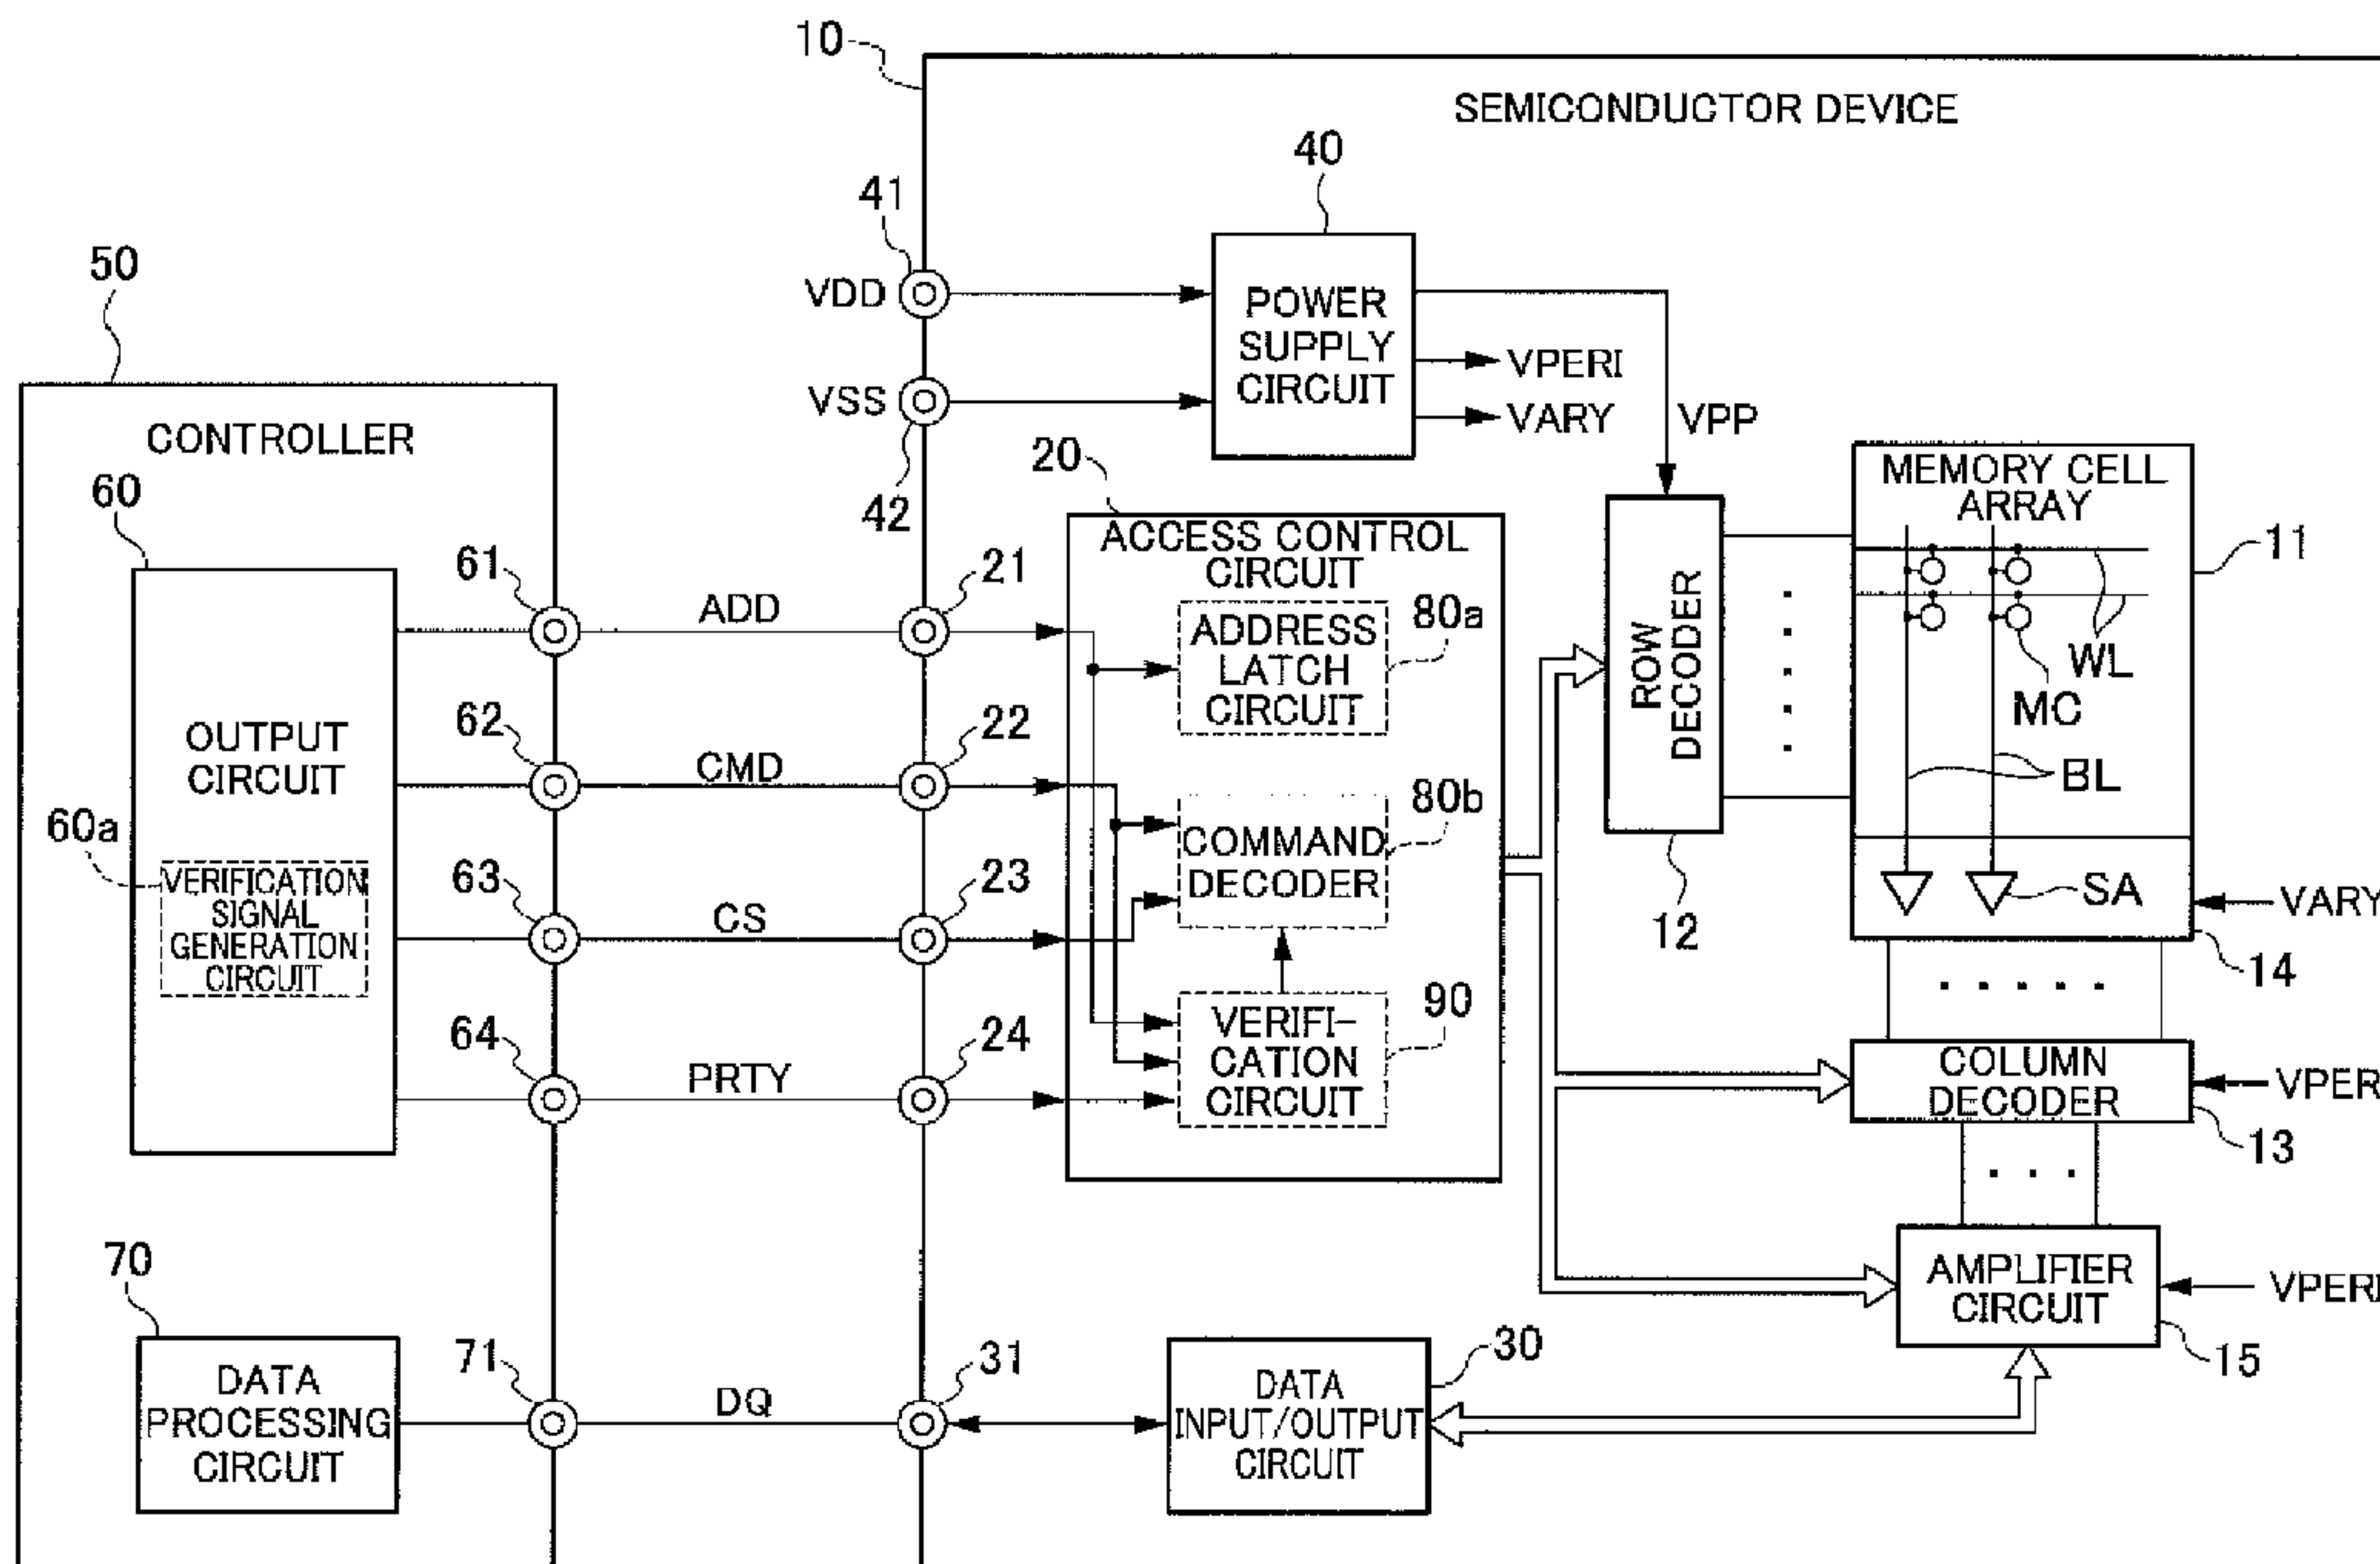 10
SEMICONDUCTOR DEVICE
40
41
VDD
POWER
SUPPLY
CIRCUIT
VPERI
VARY
VPP
VSS
42
50
CONTROLLER
60
OUTPUT
CIRCUIT
60a
VERIFICATION
SIGNAL
GENERATION
CIRCUIT
61
ADD
21
62
CMD
22
63
CS
23
64
PRTY
24
20
ACCESS CONTROL
CIRCUIT
ADDRESS
LATCH
CIRCUIT
80a
COMMAND
DECODER
80b
VERIFI-
CATION
CIRCUIT
90
ROW
DECODER
12
MEMORY CELL
ARRAY
11
WL
MC
BL
SA
VARY
14
COLUMN
DECODER
VPER
13
AMPLIFIER
CIRCUIT
VPERI
15
70
DATA
PROCESSING
CIRCUIT
71
DQ
31
DATA
INPUT/OUTPUT
CIRCUIT
30